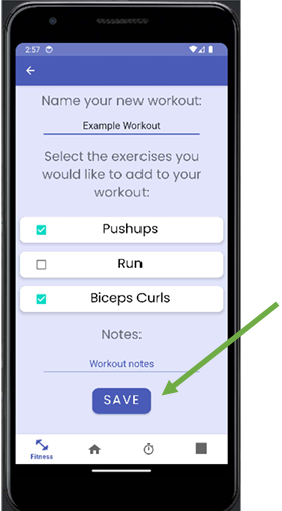 2:57
Name your new workout:
Example Workout
Select the exercises you
would like to add to your
workout:
Pushups
Run
Biceps Curls
Notes:
Workout notes
SAVE
Fitness